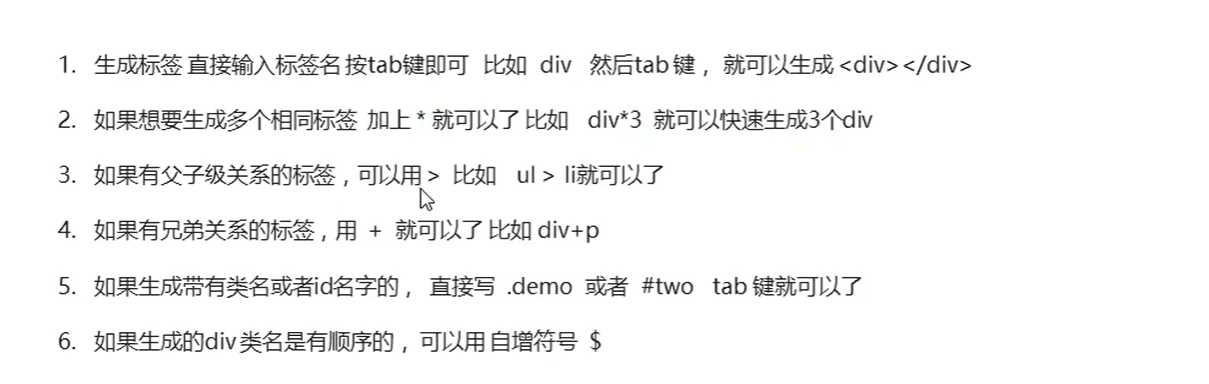 1. 生成标签 直接输入标签名 按tab键即可 比如 div 然后tab 键， 就可以生成 <div></div>
2. 如果想要生成多个相同标签 加上 * 就可以了 比如 div*3 就可以快速生成3个div
3. 如果有父子级关系的标签，可以用 > 比如 ul > li就可以了
4. 如果有兄弟关系的标签，用 + 就可以了 比如 div+p
5. 如果生成带有类名或者id名字的， 直接写 .demo 或者 #two tab 键就可以了
6. 如果生成的div 类名是有顺序的， 可以用 自增符号 $